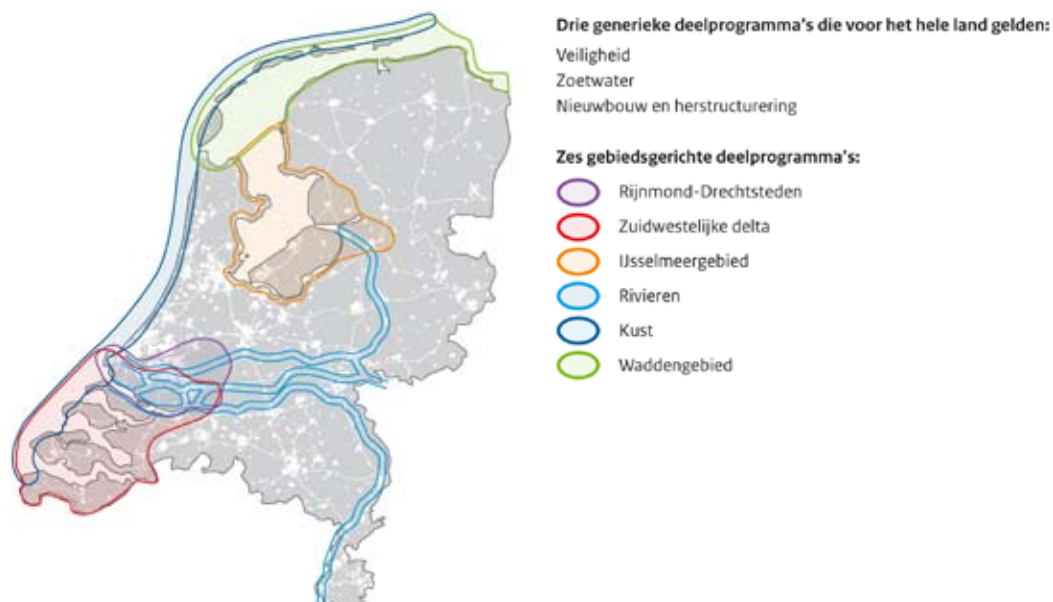 Drie generieke deelprogramma's die voor het hele land gelden:
Veiligheid
Zoetwater
Nieuwbouw en herstructurering
Zes gebiedsgerichte deelprogramma's:
Rijnmond-Drechtsteden
Zuidwestelijke delta
IJsselmeergebied
Rivieren
Kust
Waddengebied